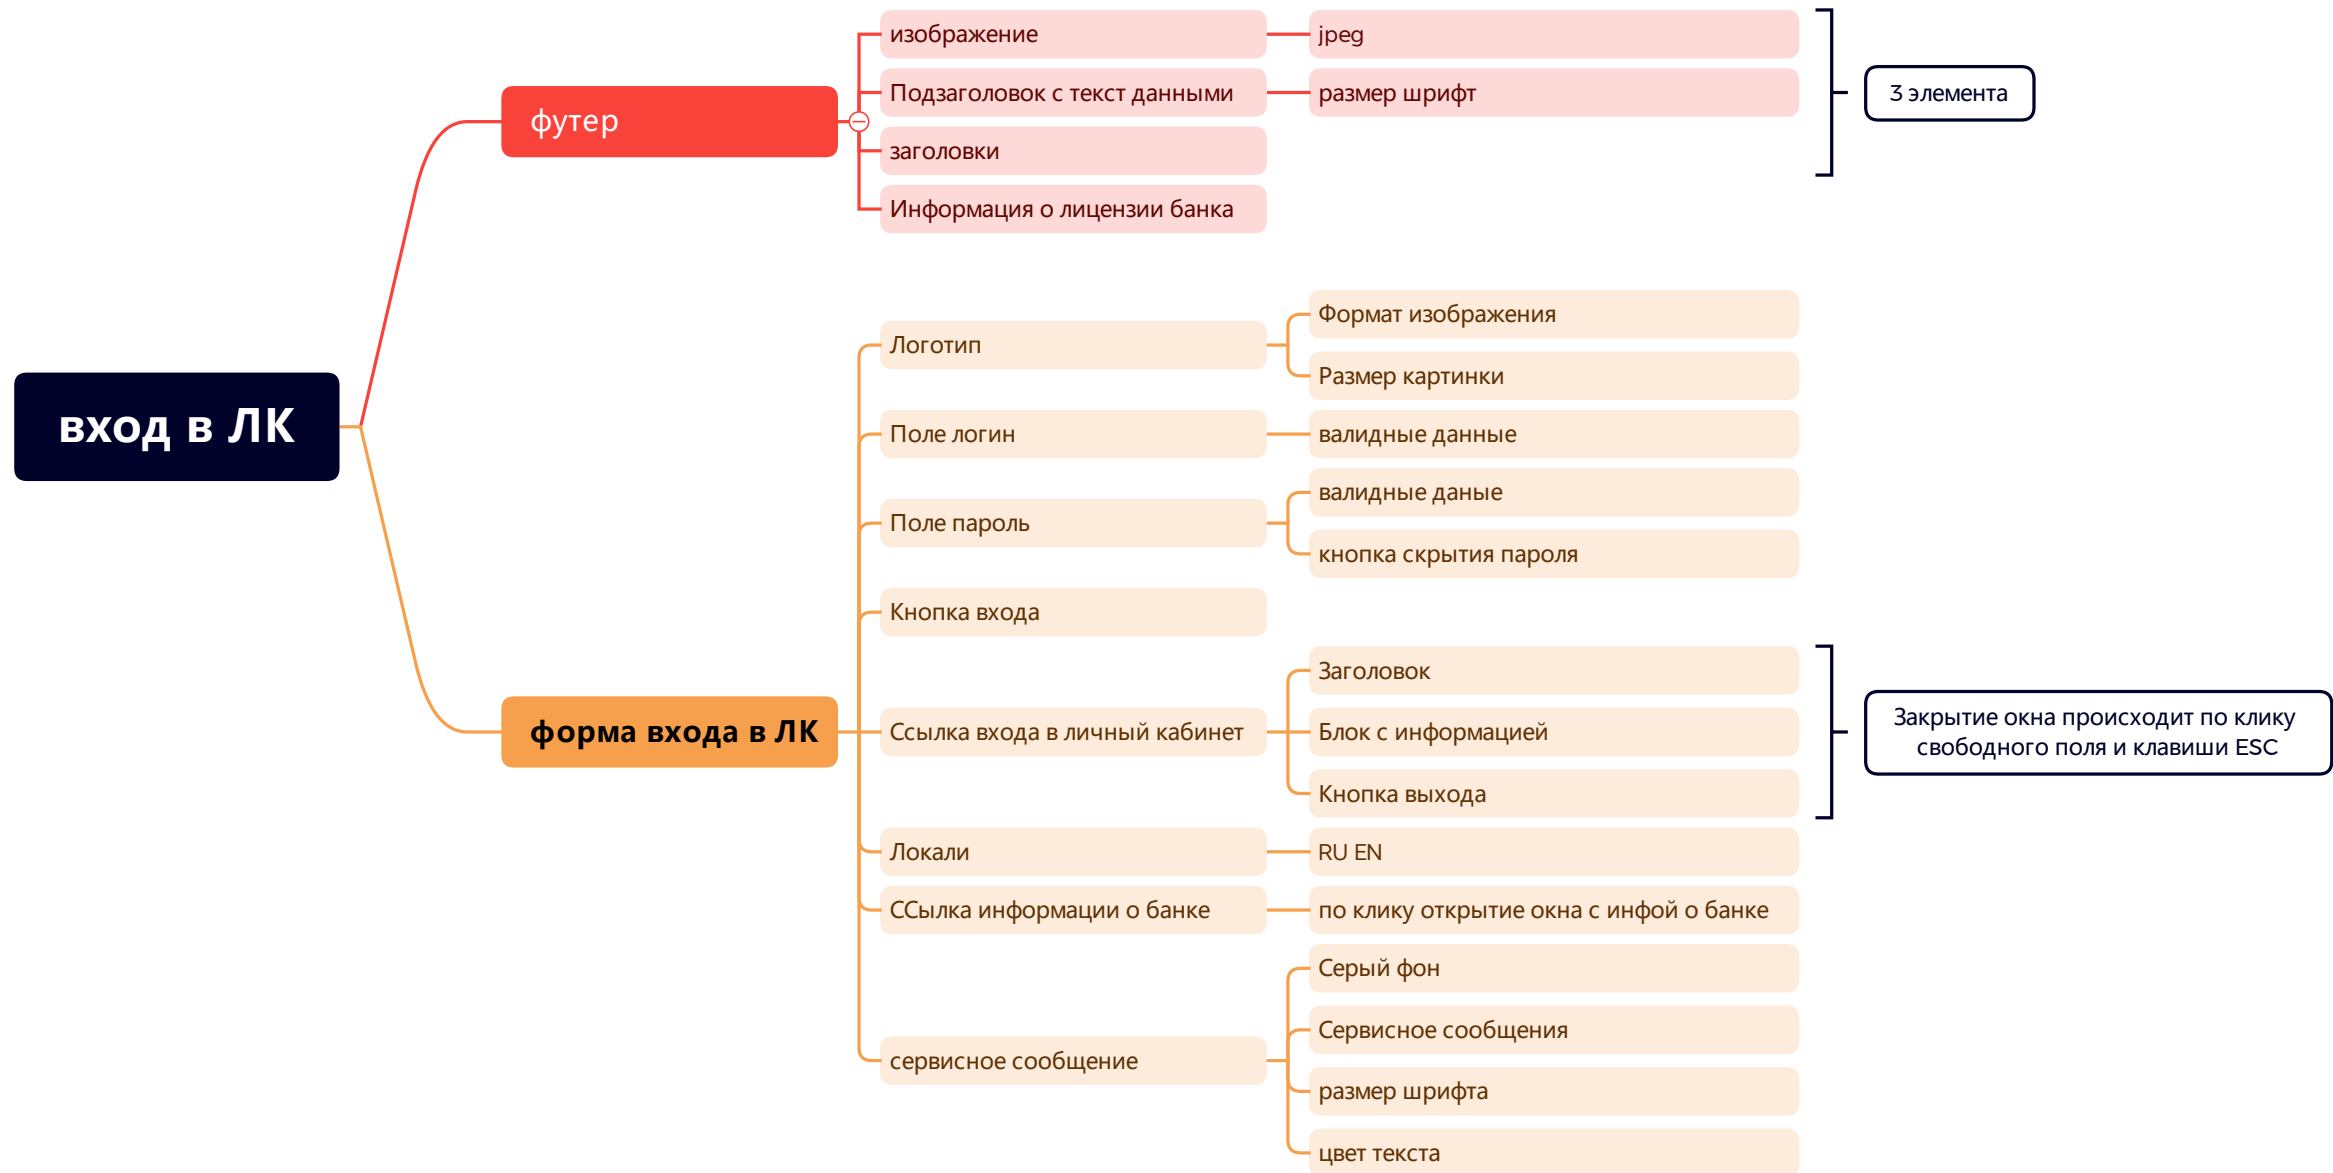 вход в ЛК
футер
изображение
jpeg
Подзаголовок с текст данными
размер шрифт
заголовки
Информация о лицензии банка
3 элемента
форма входа в ЛК
Логотип
Формат изображения
Размер картинки
Поле логин
валидные данные
Поле пароль
валидные даные
кнопка скрытия пароля
Кнопка входа
Ссылка входа в личный кабинет
Заголовок
Блок с информацией
Кнопка выхода
Закрытие окна происходит по клику
свободного поля и клавиши ESC
Локали
RU EN
ССылка информации о банке
по клику открытие окна с инфой о банке
сервисное сообщение
Серый фон
Сервисное сообщения
размер шрифта
цвет текста